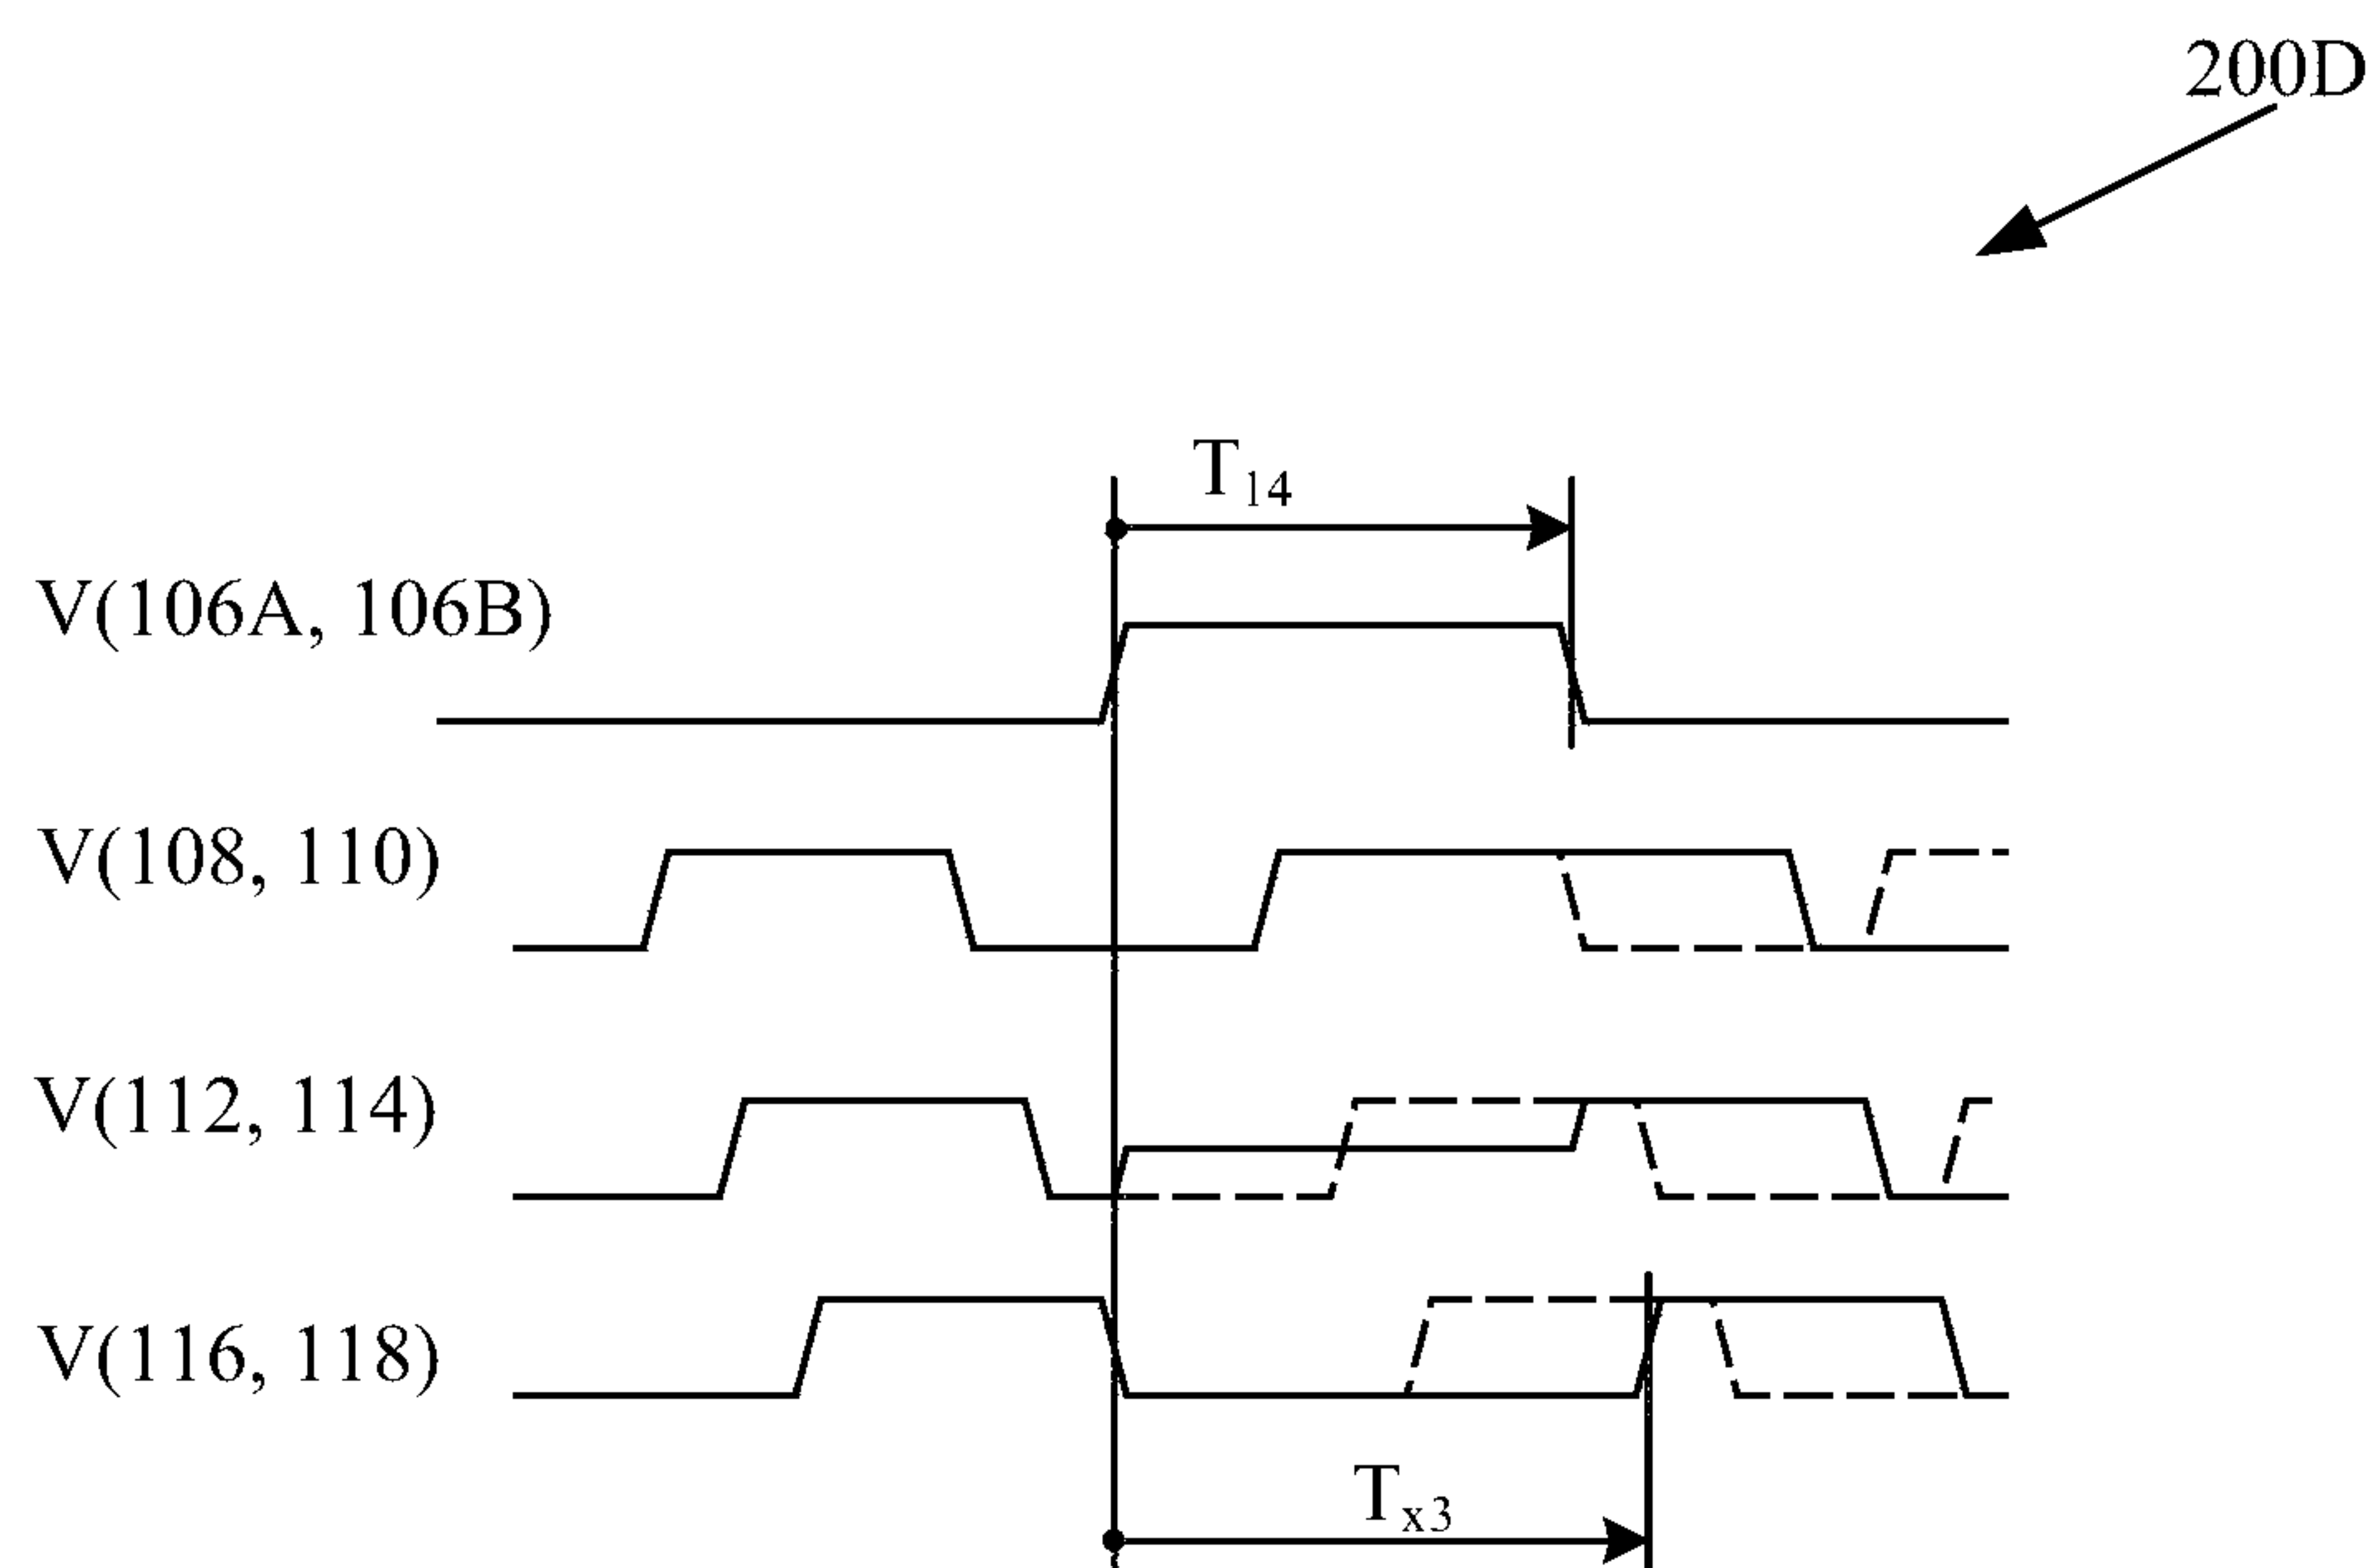 200D
T14
V(106A, 106B)
V(108, 110)
V(112, 114)
V(116, 118)
Tx3